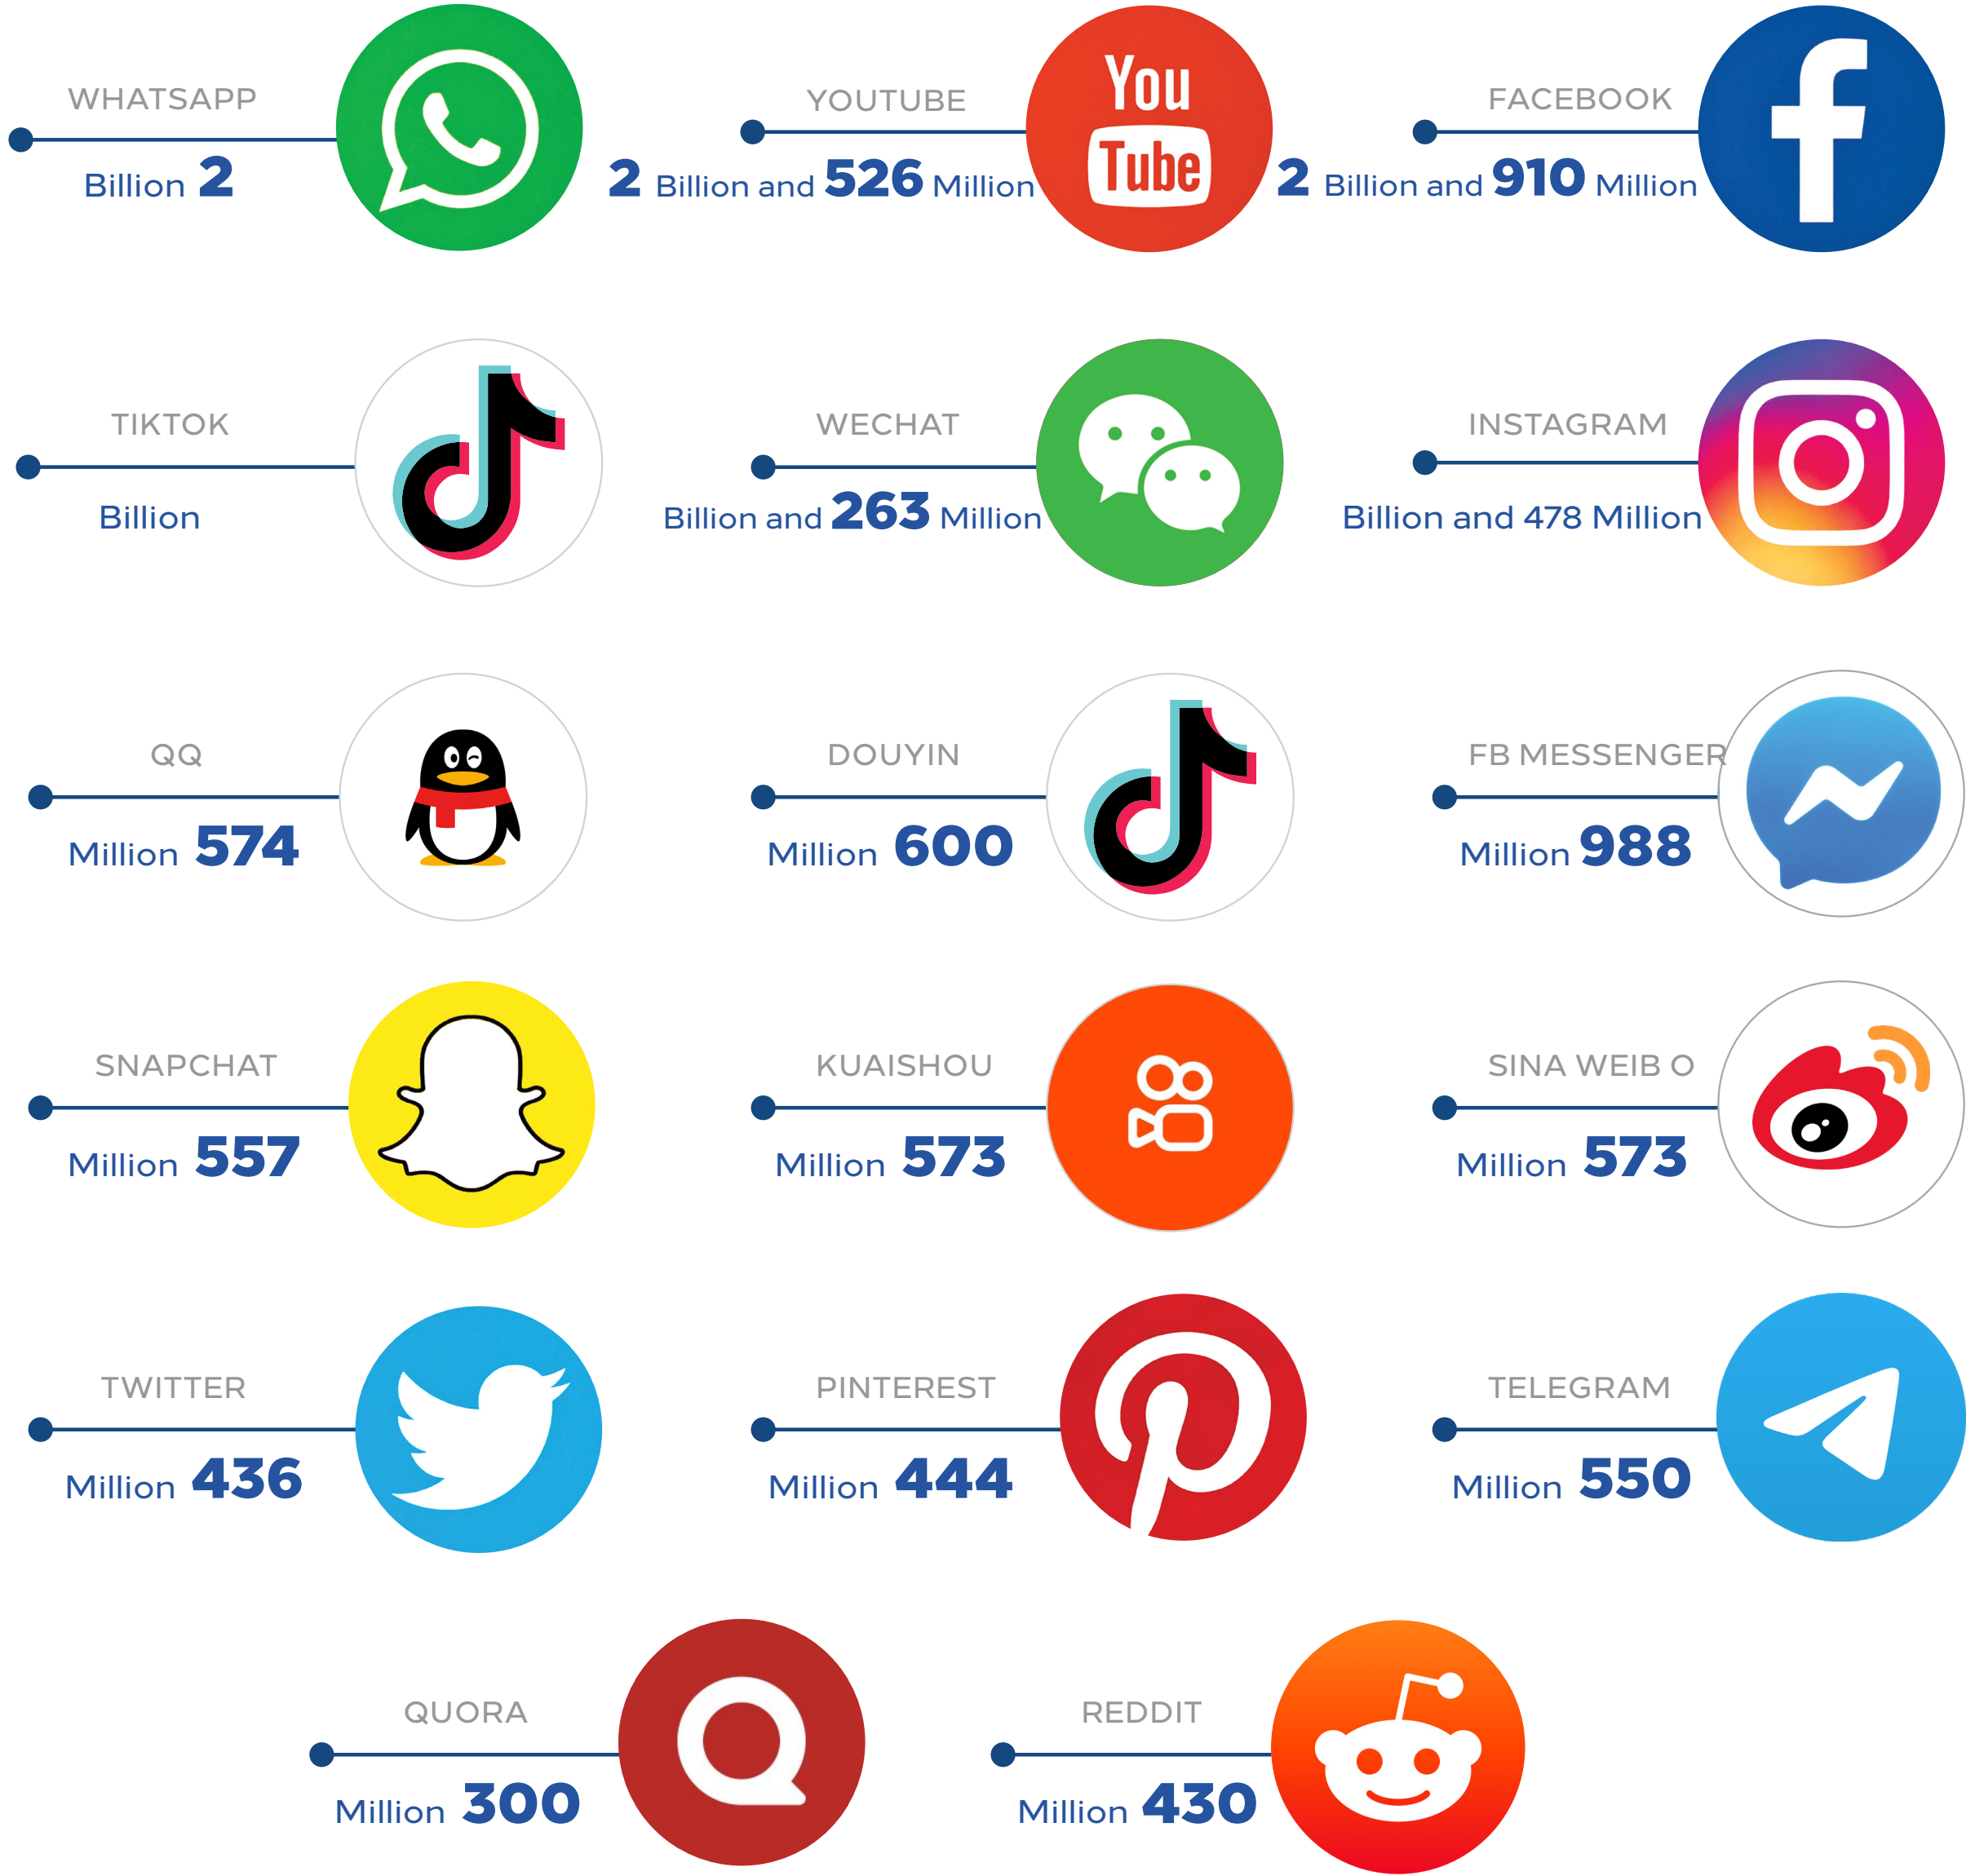 WHATSAPP
Billion 2
YOUTUBE
2 Billion and 526 Million
You
Tube
FACEBOOK
2 Billion and 910 Million
TIKTOK
Billion
WECHAT
Billion and 263 Million
INSTAGRAM
Billion and 478 Million
QQ
Million 574
DOUYIN
Million 600
FB MESSENGER
Million 988
SNAPCHAT
Million 557
KUAISHOU
Million 573
SINA WEIB O
Million 573
TWITTER
Million 436
PINTEREST
Million 444
TELEGRAM
Million 550
QUORA
Million 300
REDDIT
Million 430